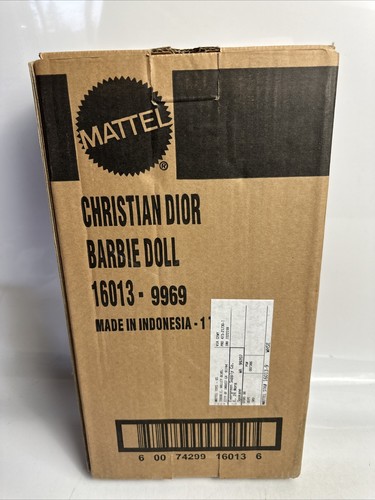 MATTEL
®
CHRISTIAN DIOR
BARBIE DOLL
16013 - 9969
MADE IN INDONESIA - 1
6 00 74299 16013 6